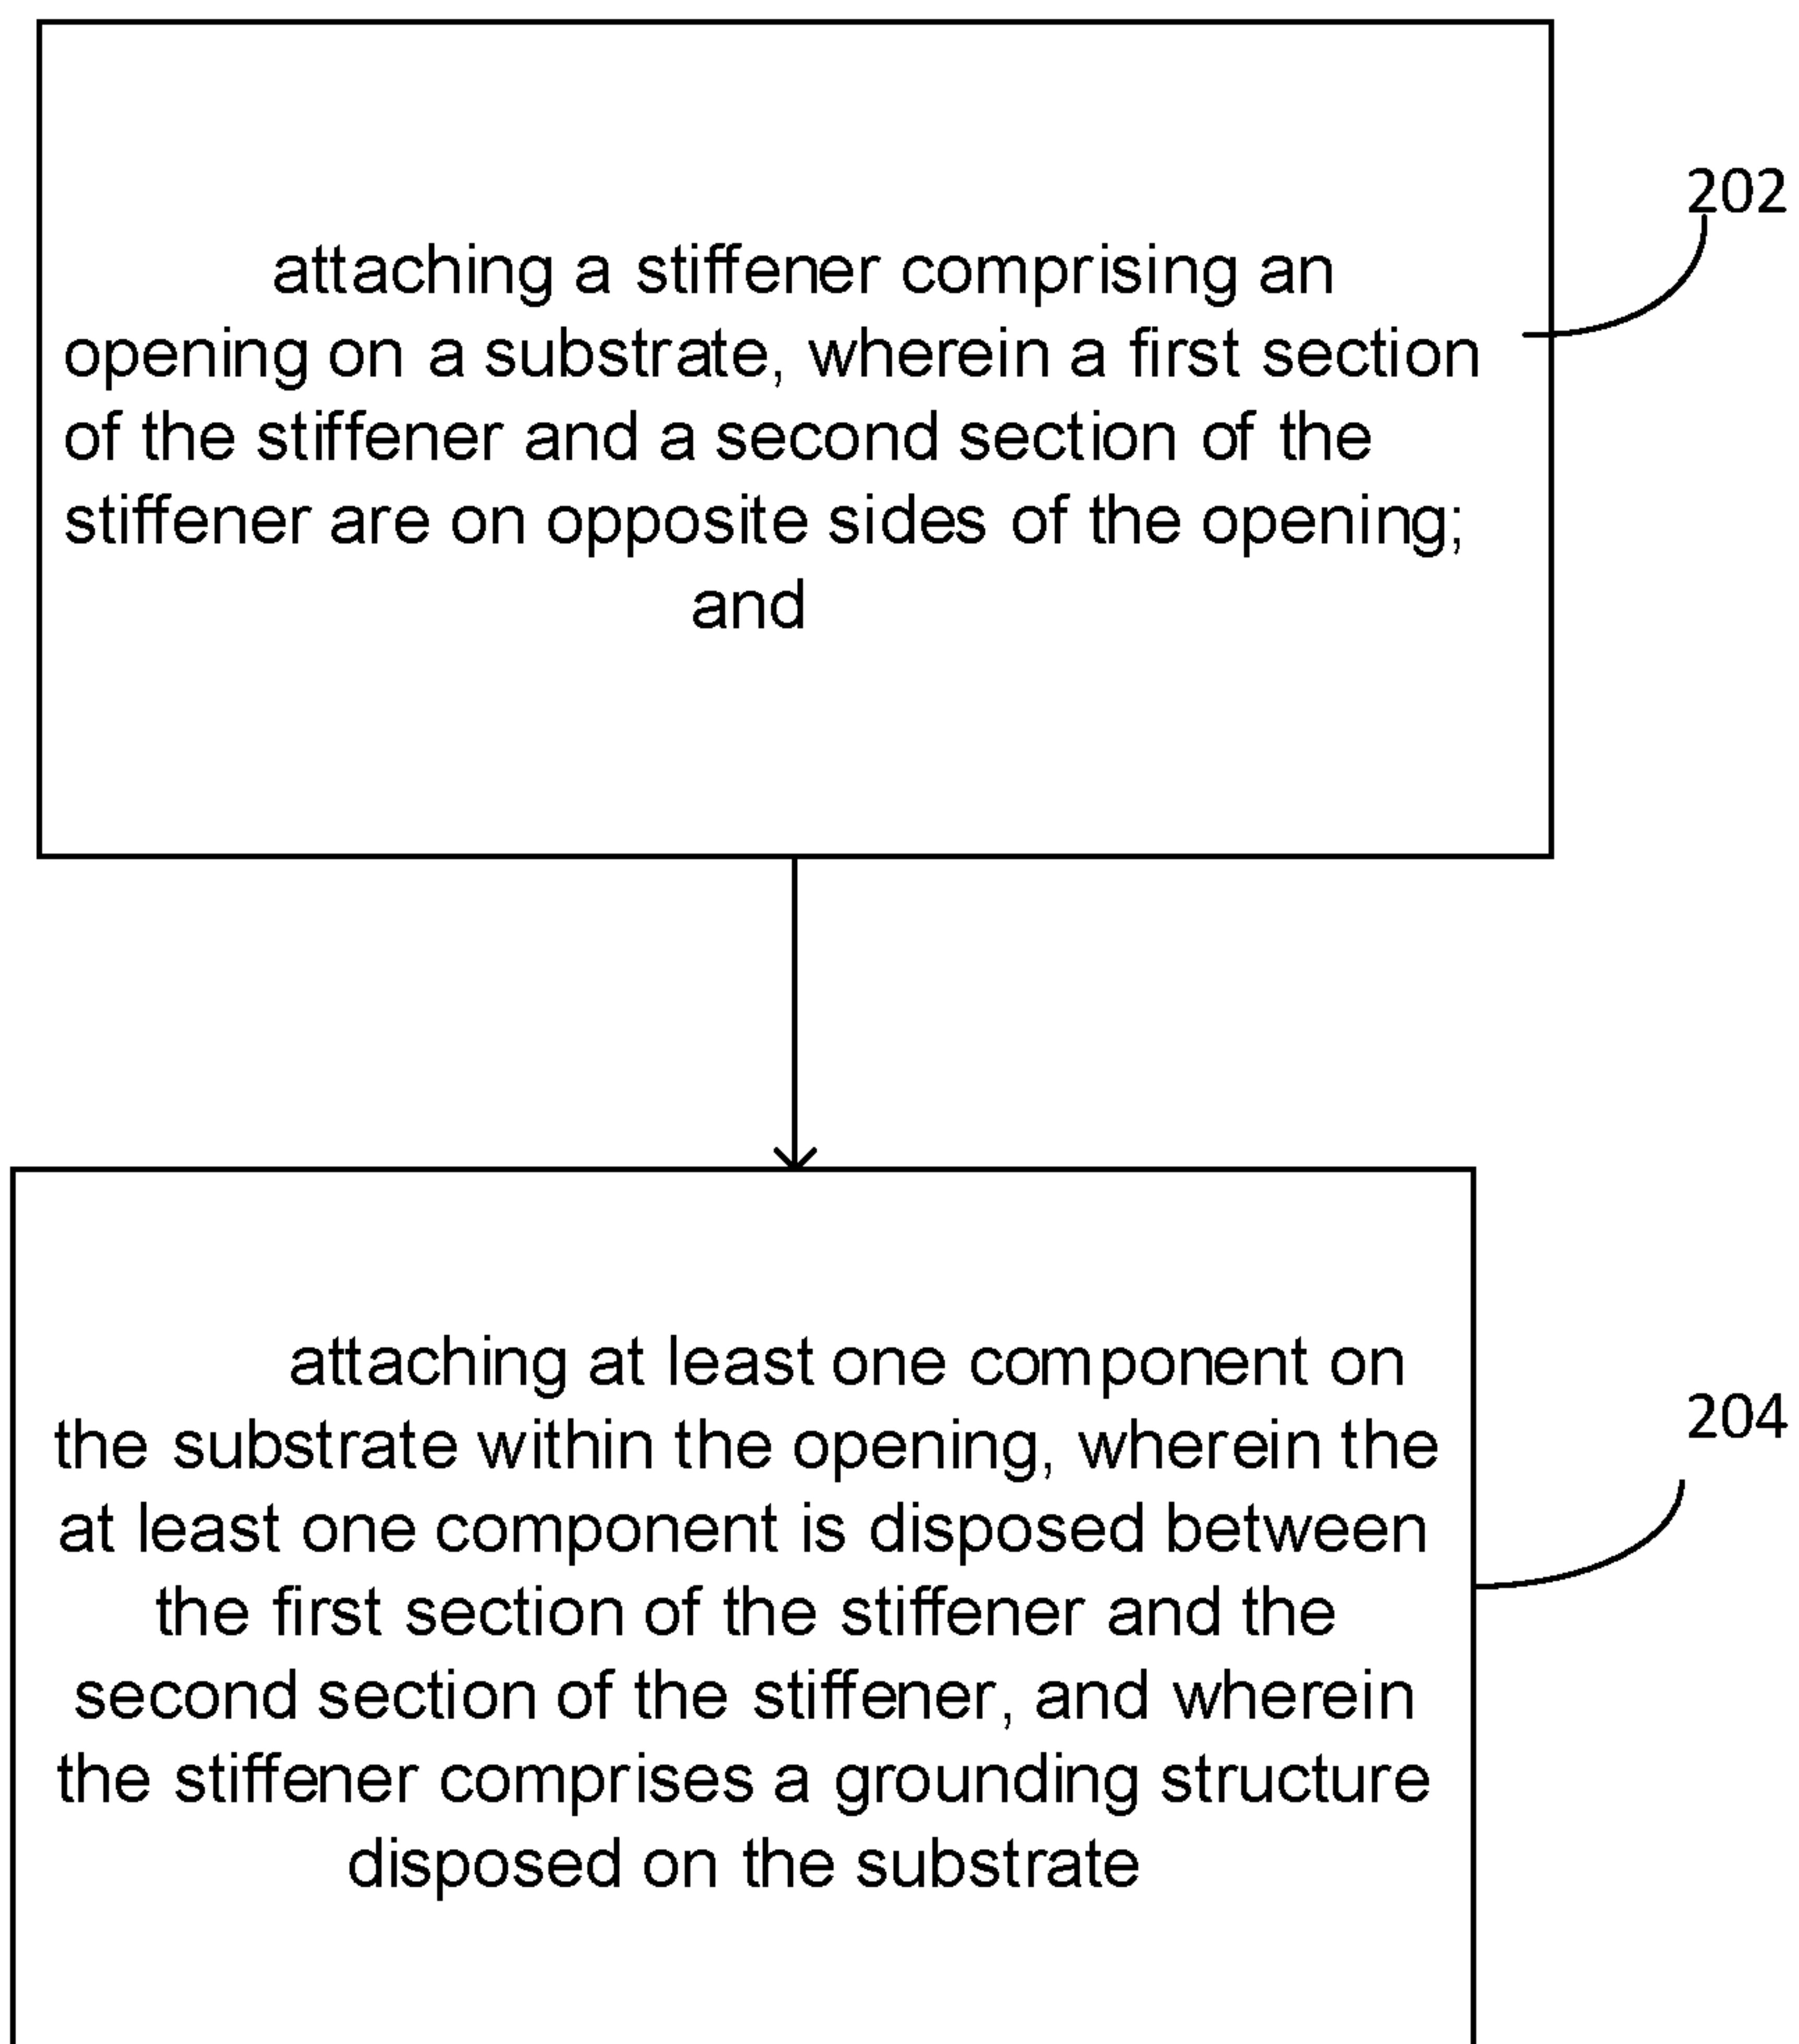 202
attaching a stiffener comprising an
opening on a substrate, wherein a first section
of the stiffener and a second section of the
stiffener are on opposite sides of the opening;
and
attaching at least one component on
204
the substrate within the opening, wherein the
at least one component is disposed between
the first section of the stiffener and the
second section of the stiffener, and wherein
the stiffener comprises a grounding structure
disposed on the substrate